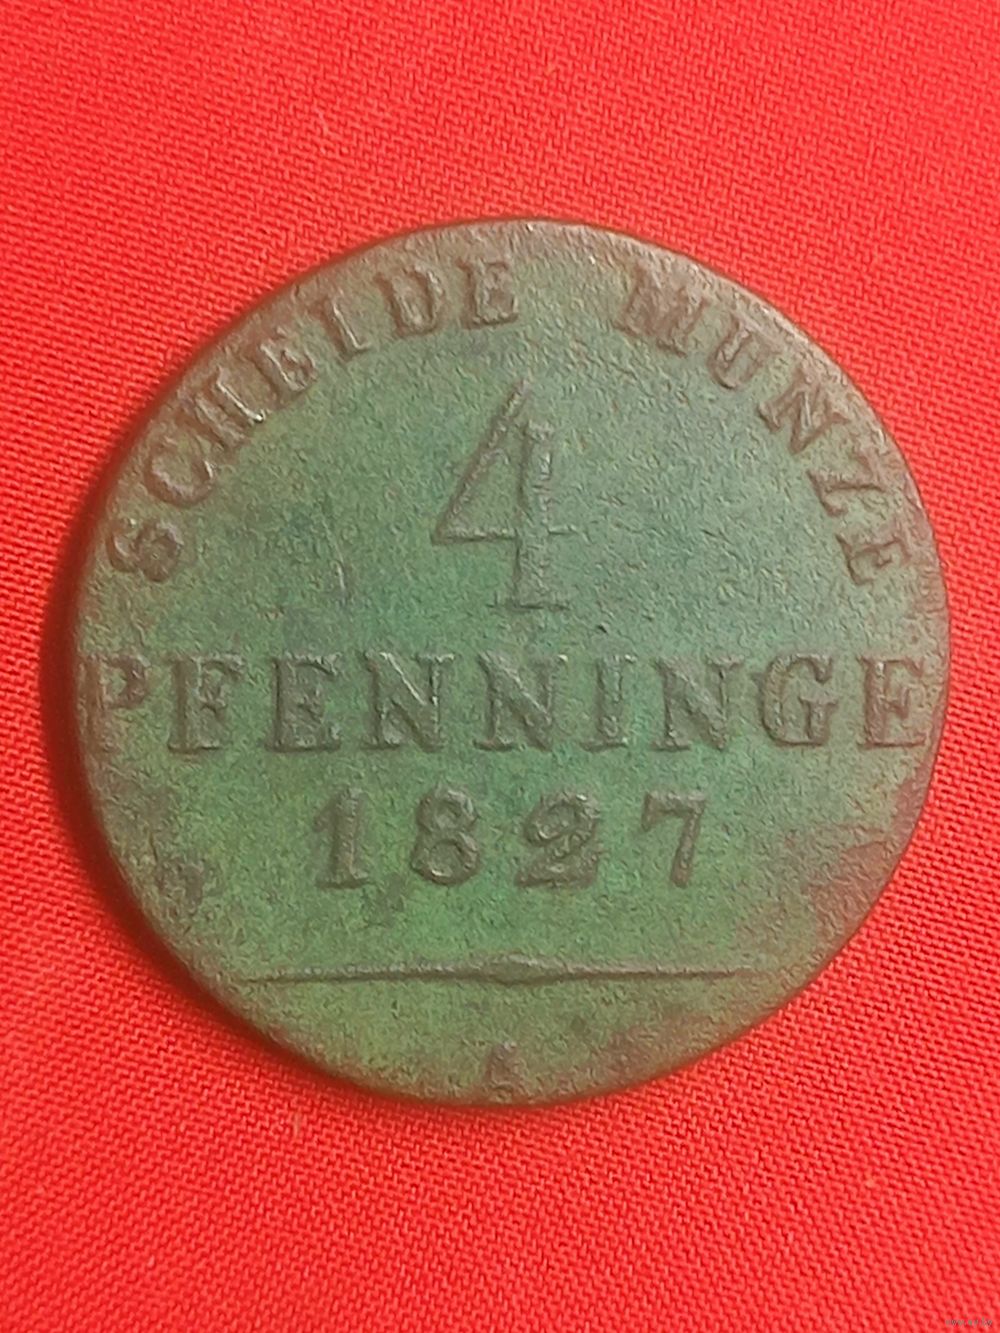 SCHEIDE MUNZE
4
PFENNINGE
1827
A